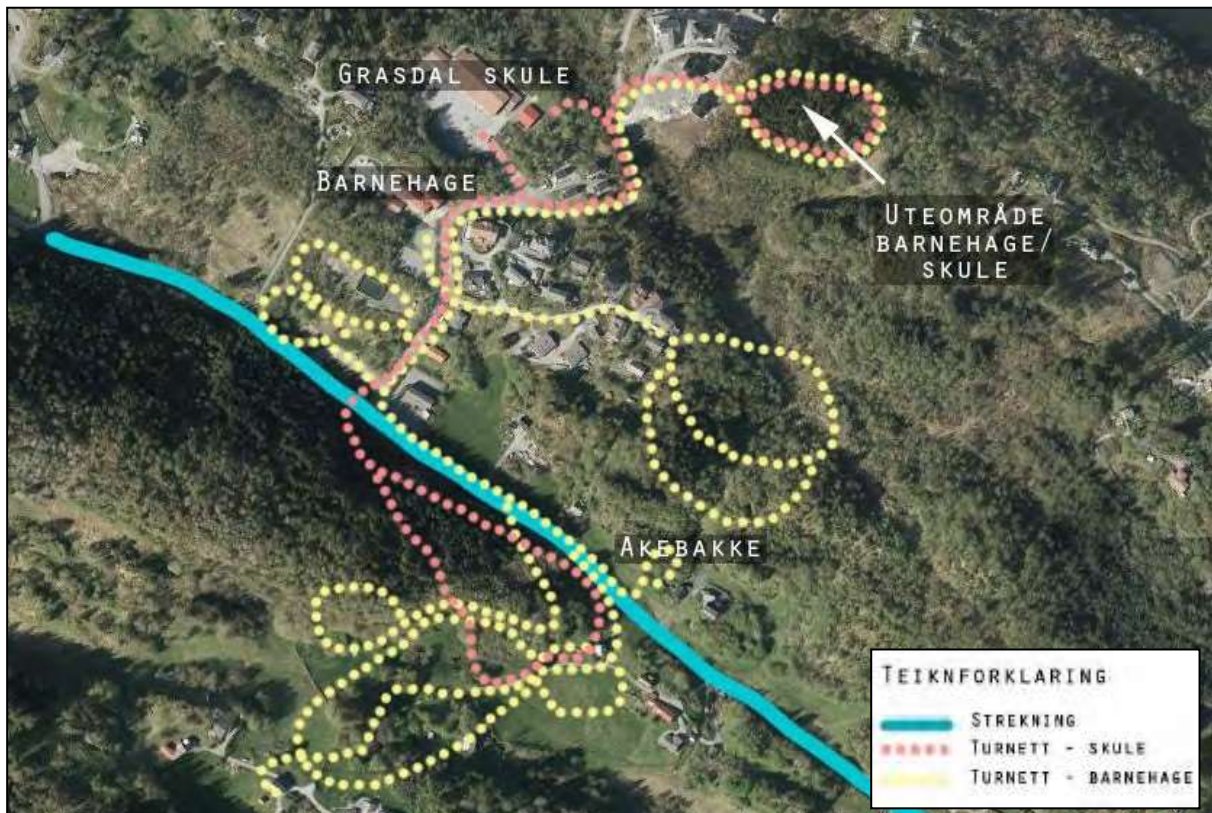 GRASDAL SKULE
BARNEHAGE
UTEOMRÅDE
BARNEHAGE/
SKULE
AKEBAKKE
TEIKNFORKLARING
STREKNING
TURNETT - SKULE
TURNETT - BARNEHAGE